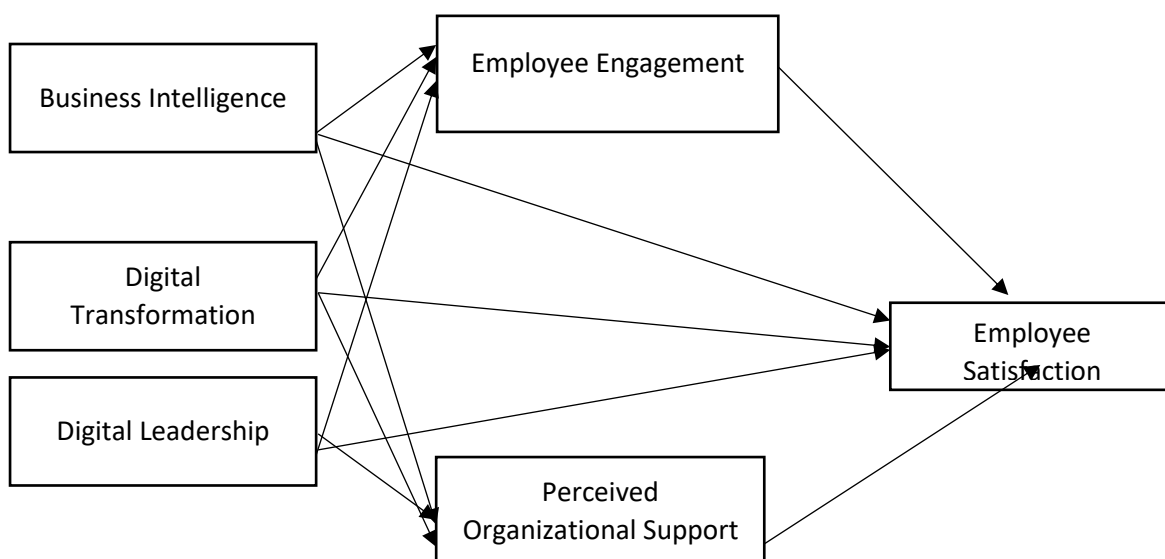 Employee Engagement
Business Intelligence
Digital
Transformation
Employee
Satisfaction
Digital Leadership
Perceived
Organizational Support